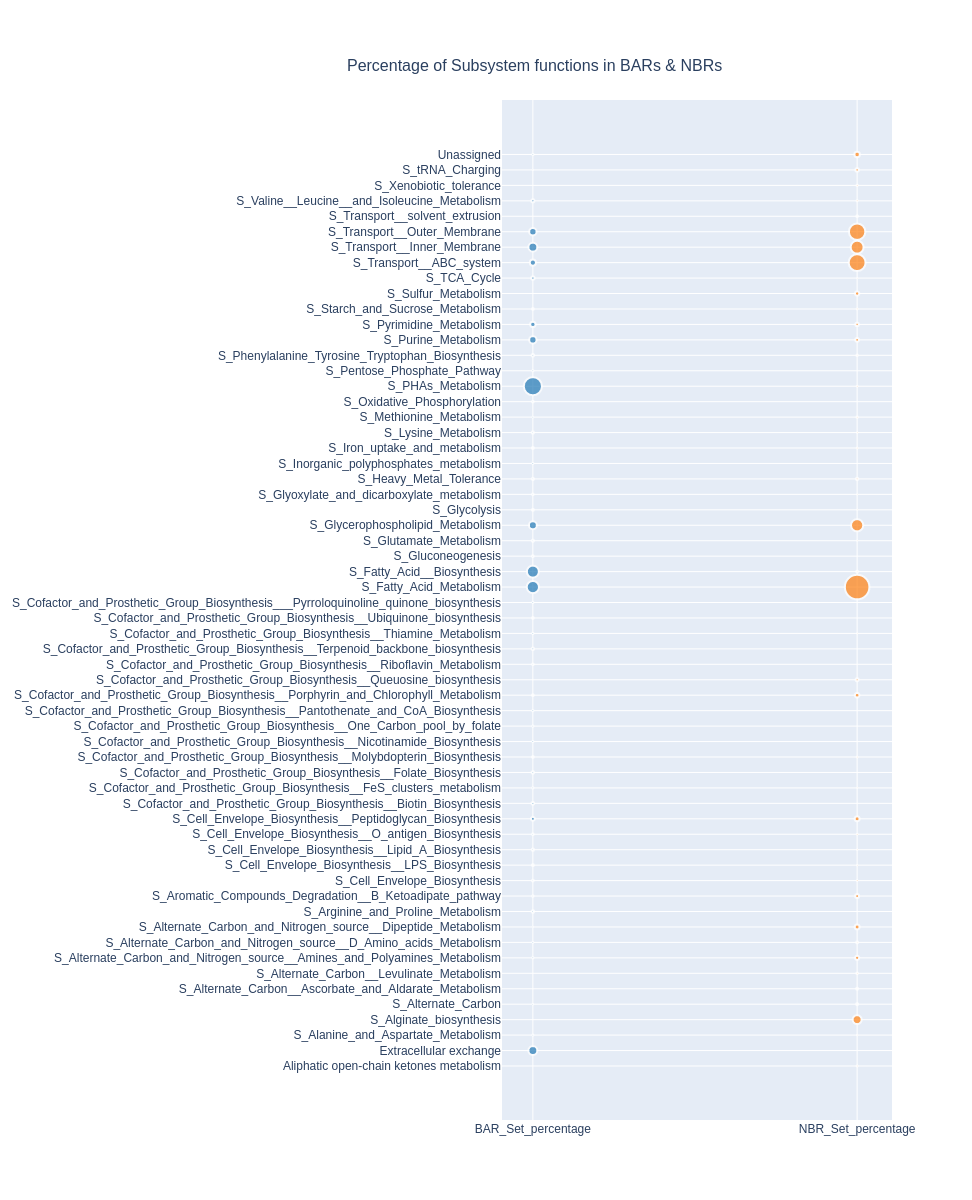 Percentage of Subsystem functions in BARs & NBRs
Unassigned
S_tRNA_Charging
S_Xenobiotic_tolerance
S_Valine__Leucine__and_Isoleucine_Metabolism
S_Transport__solvent_extrusion
S_Transport__Outer_Membrane
S_Transport__Inner_Membrane
S_Transport__ABC_system
S_TCA_Cycle
S_Sulfur_Metabolism
S_Starch_and_Sucrose_Metabolism
S_Pyrimidine_Metabolism
S_Purine_Metabolism
S_Phenylalanine_Tyrosine_Tryptophan_Biosynthesis
S_Pentose_Phosphate_Pathway
S_PHAs_Metabolism
S_Oxidative_Phosphorylation
S_Methionine_Metabolism
S_Lysine_Metabolism
S_Iron_uptake_and_metabolism
S_Inorganic_polyphosphates_metabolism
S_Heavy_Metal_Tolerance
S_Glyoxylate_and_dicarboxylate_metabolism
S_Glycolysis
S_Glycerophospholipid_Metabolism
S_Glutamate_Metabolism
S_Gluconeogenesis
S_Fatty_Acid__Biosynthesis
S_Fatty_Acid_Metabolism
S_Cofactor_and_Prosthetic_Group_Biosynthesis___Pyrroloquinoline_quinone_biosynthesis
S_Cofactor_and_Prosthetic_Group_Biosynthesis__Ubiquinone_biosynthesis
S_Cofactor_and_Prosthetic_Group_Biosynthesis__Thiamine_Metabolism
S_Cofactor_and_Prosthetic_Group_Biosynthesis__Terpenoid_backbone_biosynthesis
S_Cofactor_and_Prosthetic_Group_Biosynthesis__Riboflavin_Metabolism
S_Cofactor_and_Prosthetic_Group_Biosynthesis__Queuosine_biosynthesis
S_Cofactor_and_Prosthetic_Group_Biosynthesis__Porphyrin_and_Chlorophyll_Metabolism
S_Cofactor_and_Prosthetic_Group_Biosynthesis__Pantothenate_and_CoA_Biosynthesis
S_Cofactor_and_Prosthetic_Group_Biosynthesis__One_Carbon_pool_by_folate
S_Cofactor_and_Prosthetic_Group_Biosynthesis__Nicotinamide_Biosynthesis
S_Cofactor_and_Prosthetic_Group_Biosynthesis__Molybdopterin_Biosynthesis
S_Cofactor_and_Prosthetic_Group_Biosynthesis__Folate_Biosynthesis
S_Cofactor_and_Prosthetic_Group_Biosynthesis__FeS_clusters_metabolism
S_Cofactor_and_Prosthetic_Group_Biosynthesis__Biotin_Biosynthesis
S_Cell_Envelope_Biosynthesis__Peptidoglycan_Biosynthesis
S_Cell_Envelope_Biosynthesis__O_antigen_Biosynthesis
S_Cell_Envelope_Biosynthesis__Lipid_A_Biosynthesis
S_Cell_Envelope_Biosynthesis__LPS_Biosynthesis
S_Cell_Envelope_Biosynthesis
S_Aromatic_Compounds_Degradation__B_Ketoadipate_pathway
S_Arginine_and_Proline_Metabolism
S_Alternate_Carbon_and_Nitrogen_source__Dipeptide_Metabolism
S_Alternate_Carbon_and_Nitrogen_source__D_Amino_acids_Metabolism
S_Alternate_Carbon_and_Nitrogen_source__Amines_and_Polyamines_Metabolism
S_Alternate_Carbon__Levulinate_Metabolism
S_Alternate_Carbon__Ascorbate_and_Aldarate_Metabolism
S_Alternate_Carbon
S_Alginate_biosynthesis
S_Alanine_and_Aspartate_Metabolism
Extracellular exchange
Aliphatic open-chain ketones metabolism
BAR_Set_percentage
NBR_Set_percentage